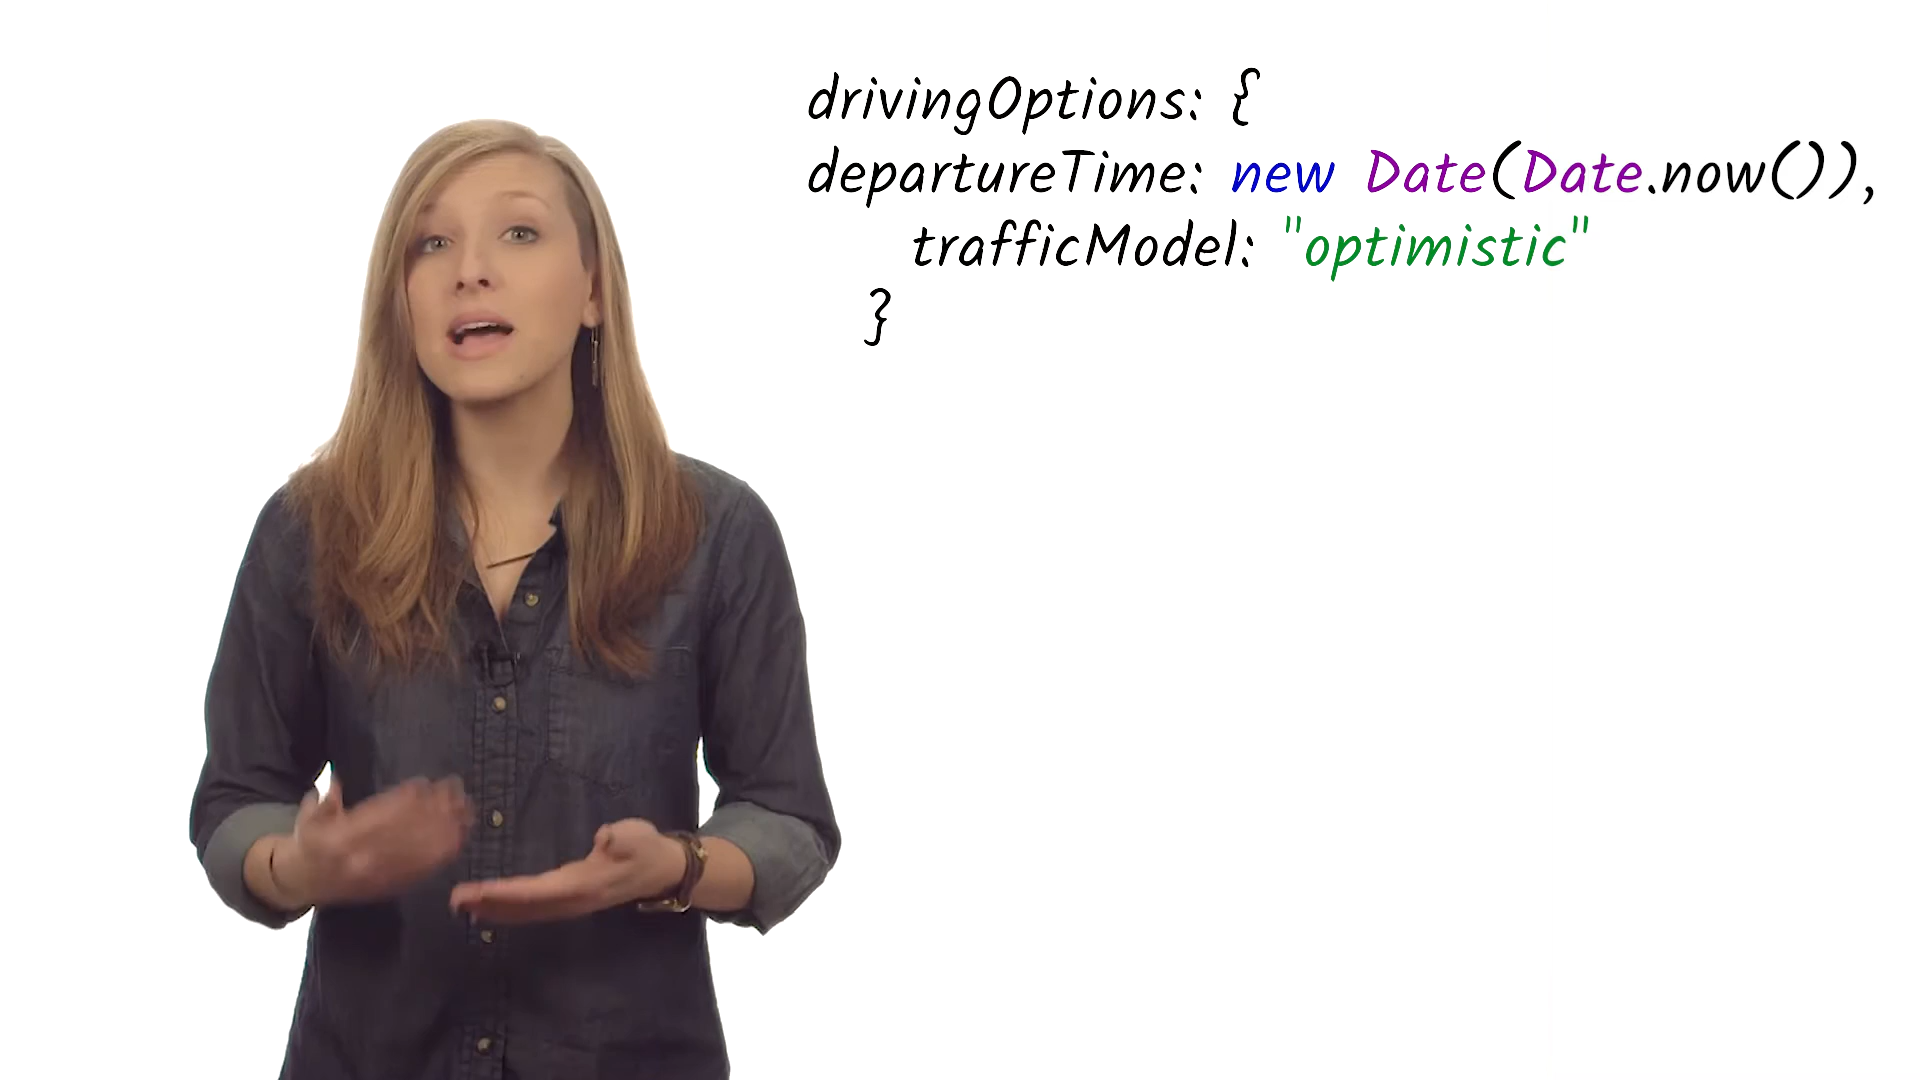 drivingOptions: {
departureTime: new Date(Date.now()),
trafficModel: "optimistic"
}